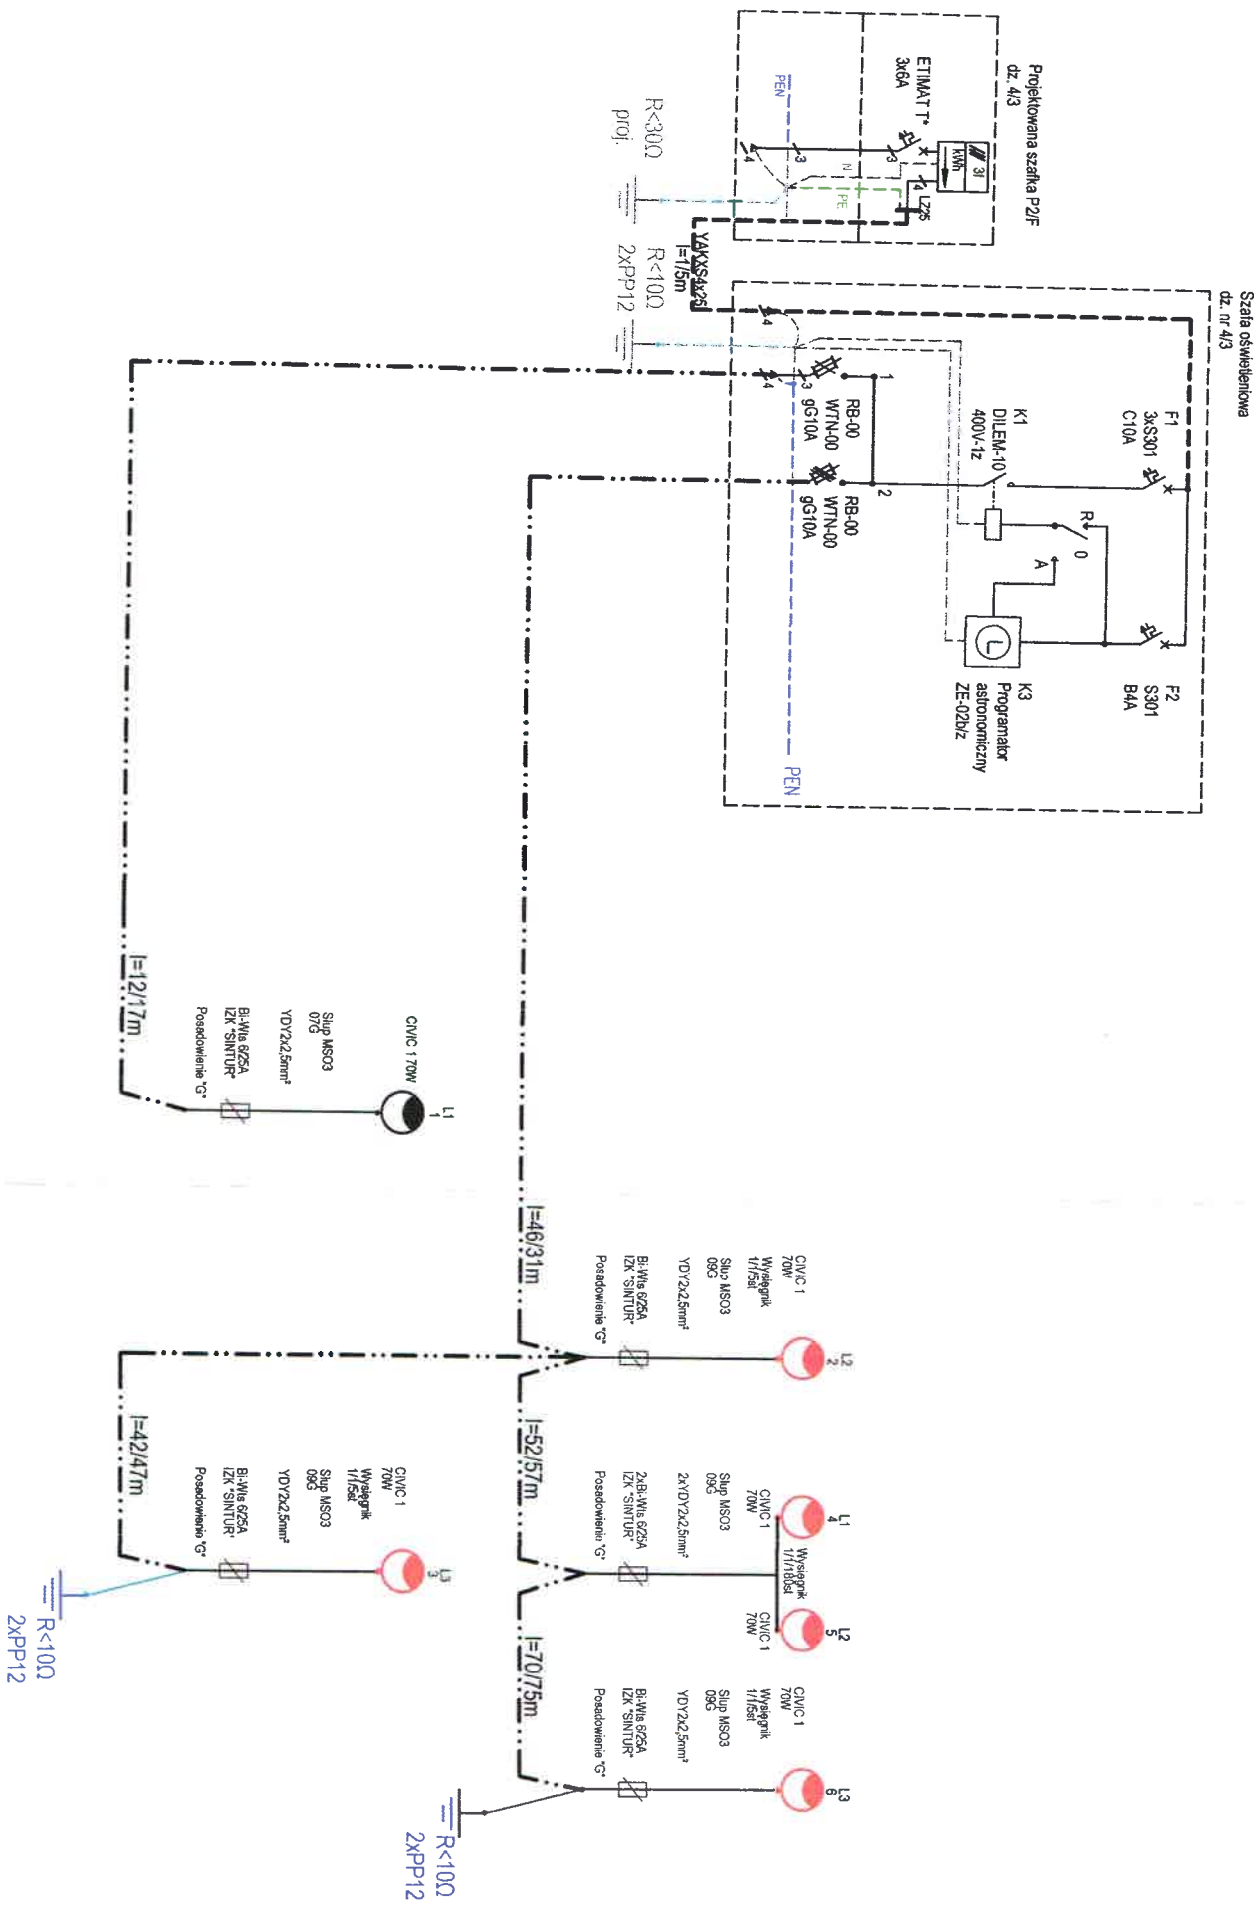 Projektowana szafka P2/F
dz. 4/3
ETIMAT T*
3x6A
3f
kWh
PEN
3
3
4
N
PE
4
LZ25
R<30Ω
proj.
YAKXS4x25
l=1/5m
R<10Ω
2xPP12
Szafa oświetleniowa
dz. nr 4/3
F1
3xS301
C10A
K1
DILEM-10
400V-1z
R
0
A
F2
S301
B4A
K3
Programator
astronomiczny
ZE-02b/z
L
4
4
3
1
2
RB-00
WTN-00
gG10A
RB-00
WTN-00
gG10A
PEN
l=12/17m
L1
1
CIVIC 1 70W
Słup MSO3
07G
YDY2x2,5mm²
Bi-Wts 6/25A
IZK "SINTUR"
Posadowienie "G"
l=46/31m
L2
2
CIVIC 1
70W
Wysięgnik
1/1/5st
Słup MSO3
09G
YDY2x2,5mm²
Bi-Wts 6/25A
IZK "SINTUR"
Posadowienie "G"
l=42/47m
L3
3
CIVIC 1
70W
Wysięgnik
1/1/5st
Słup MSO3
09G
YDY2x2,5mm²
Bi-Wts 6/25A
IZK "SINTUR"
Posadowienie "G"
R<10Ω
2xPP12
l=52/57m
L1
4
CIVIC 1
70W
Wysięgnik
1/1/180st
L2
5
CIVIC 1
70W
Słup MSO3
09G
2xYDY2x2,5mm²
2xBi-Wts 6/25A
IZK "SINTUR"
Posadowienie "G"
l=70/75m
L3
6
CIVIC 1
70W
Wysięgnik
1/1/5st
Słup MSO3
09G
YDY2x2,5mm²
Bi-Wts 6/25A
IZK "SINTUR"
Posadowienie "G"
R<10Ω
2xPP12